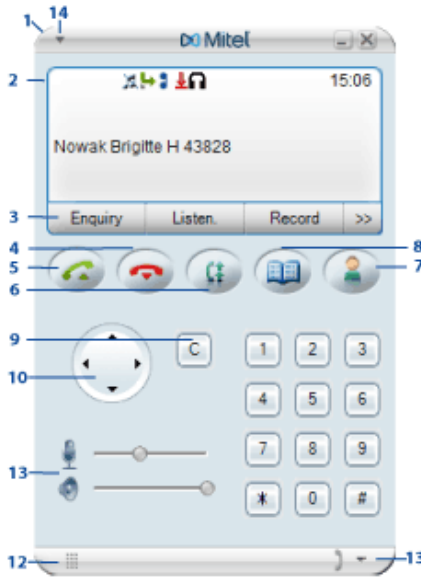 1 14
Mitel
2 15:06
Nowak Brigitte H 43828
3 Enquiry Listen. Record >>
4 8
5 7
6
9 C 1 2 3
10
4 5 6
7 8 9
13
* 0 #
12 13